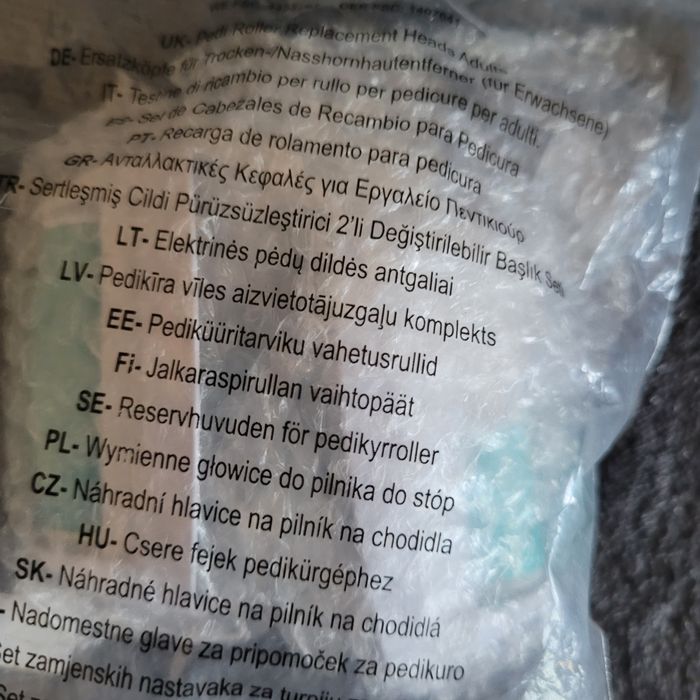 UK- Pedi Roller Replacement Heads Adults
DE- Ersatzköpfe für Trocken-/Nasshornhautentferner (für Erwachsene)
IT- Testine di ricambio per rullo per pedicure per adulti.
ES- Set de Cabezales de Recambio para Pedicura
PT- Recarga de rolamento para pedicura
GR- Ανταλλακτικές Κεφαλές για Εργαλείο Πεντικιούρ
TR- Sertleşmiş Cildi Pürüzsüzleştirici 2'li Değiştirilebilir Başlık Seti
LT- Elektrinės pėdų dildės antgaliai
LV- Pedikīra vīles aizvietotājuzgaļu komplekts
EE- Pediküüritarviku vahetusrullid
Fi- Jalkaraspirullan vaihtopäät
SE- Reservhuvuden för pedikyrroller
PL- Wymienne głowice do pilnika do stóp
CZ- Náhradní hlavice na pilník na chodidla
HU- Csere fejek pedikürgéphez
SK- Náhradné hlavice na pilník na chodidlá
- Nadomestne glave za pripomoček za pedikuro
Set zamjenskih nastavaka za turpiju
Set